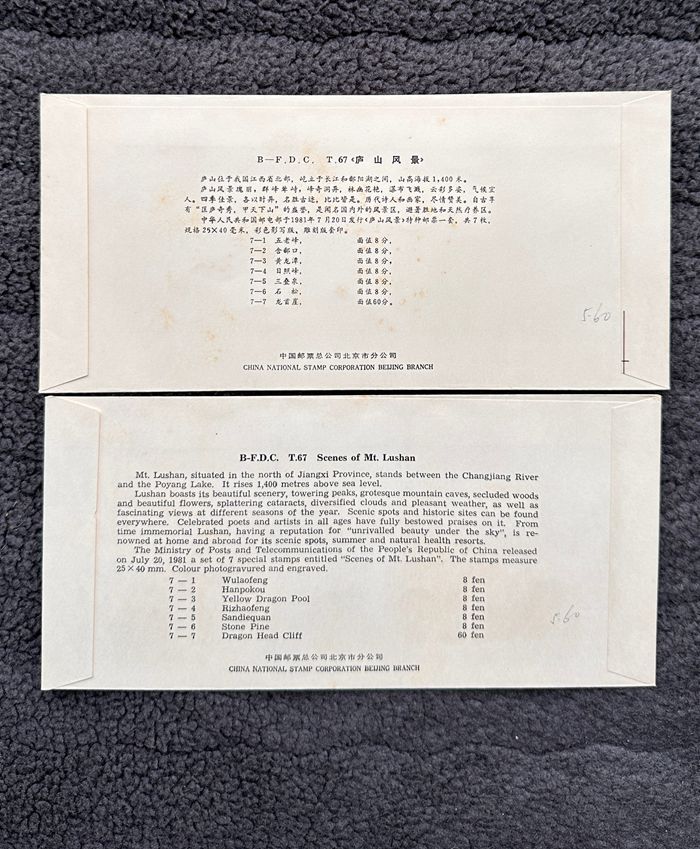 B—F.D.C. T.67《庐山风景》
庐山位于我国江西省北部，屹立于长江和鄱阳湖之间，山高海拔1,400米。
庐山风景瑰丽，群峰耸峙，峰奇洞异，林幽花艳，瀑布飞溅，云彩多姿，气候宜
人。四季佳景，各以时异，名胜古迹，比比皆是。历代诗人和画家，尽情赞美。自古享
有“匡庐奇秀，甲天下山”的盛誉，是闻名国内外的风景区，避暑胜地和天然疗养区。
中华人民共和国邮电部于1981年7月20日发行《庐山风景》特种邮票一套，共7枚，
规格25×40毫米，彩色影写版、雕刻版套印。
7—1 五老峰， 面值8分，
7—2 含鄱口， 面值8分，
7—3 黄龙潭， 面值8分，
7—4 日照峰， 面值8分，
7—5 三叠泉， 面值8分，
7—6 石松， 面值8分，
7—7 龙首崖， 面值60分。
5-60
中国邮票总公司北京市分公司
CHINA NATIONAL STAMP CORPORATION BEIJING BRANCH
B-F.D.C. T.67 Scenes of Mt. Lushan
Mt. Lushan, situated in the north of Jiangxi Province, stands between the Changjiang River
and the Poyang Lake. It rises 1,400 metres above sea level.
Lushan boasts its beautiful scenery, towering peaks, grotesque mountain caves, secluded woods
and beautiful flowers, splattering cataracts, diversified clouds and pleasant weather, as well as
fascinating views at different seasons of the year. Scenic spots and historic sites can be found
everywhere. Celebrated poets and artists in all ages have fully bestowed praises on it. From
time immemorial Lushan, having a reputation for "unrivalled beauty under the sky", is re-
nowned at home and abroad for its scenic spots, summer and natural health resorts.
The Ministry of Posts and Telecommunications of the People's Republic of China released
on July 20, 1981 a set of 7 special stamps entitled "Scenes of Mt. Lushan". The stamps measure
25×40 mm. Colour photogravured and engraved.
7 — 1 Wulaofeng 8 fen
7 — 2 Hanpokou 8 fen
7 — 3 Yellow Dragon Pool 8 fen
7 — 4 Rizhaofeng 8 fen
7 — 5 Sandiequan 8 fen
7 — 6 Stone Pine 8 fen
7 — 7 Dragon Head Cliff 60 fen
5-60
中国邮票总公司北京市分公司
CHINA NATIONAL STAMP CORPORATION BEIJING BRANCH